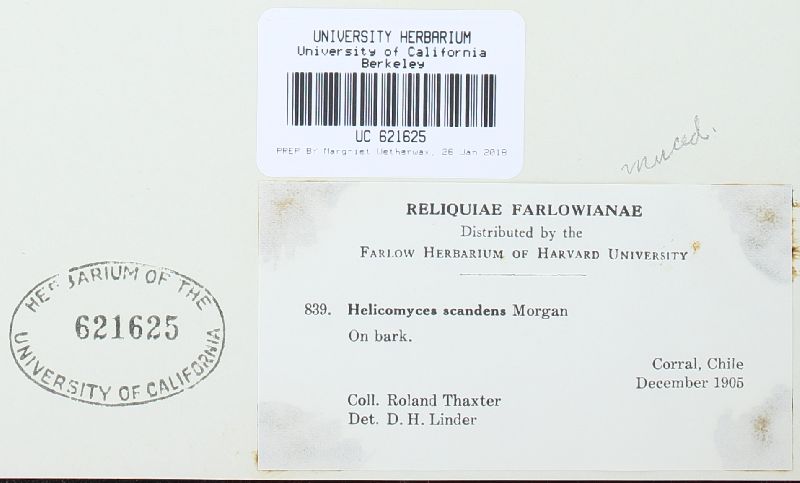 UNIVERSITY HERBARIUM
University of California
Berkeley
UC 621625
PREP BY Margriet Wetherwax, 26 Jan 2018
muced.
RELIQUIAE FARLOWIANAE
Distributed by the
FARLOW HERBARIUM OF HARVARD UNIVERSITY
839. Helicomyces scandens Morgan
On bark.
Corral, Chile
December 1905
Coll. Roland Thaxter
Det. D. H. Linder
HERBARIUM OF THE
621625
UNIVERSITY OF CALIFORNIA